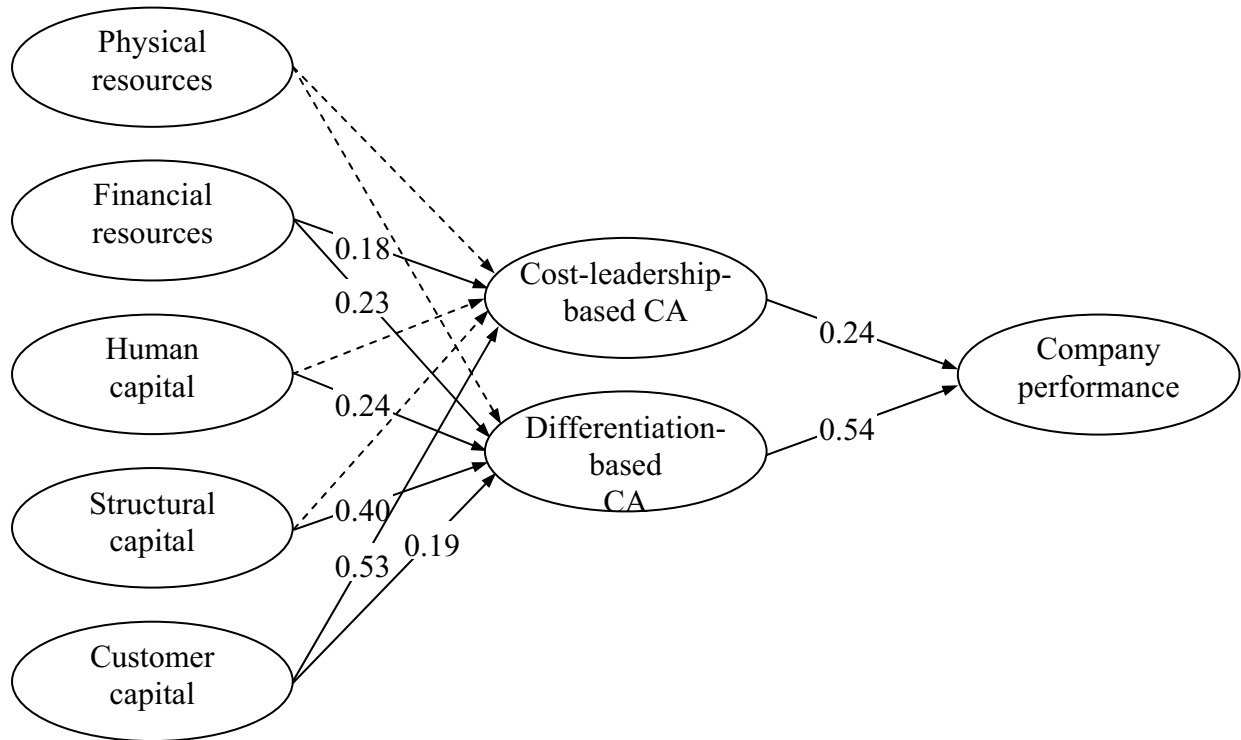 Physical
resources
Financial
resources
Human
capital
Structural
capital
Customer
capital
0.18
0.23
0.24
0.40
0.53
0.19
Cost-leadership-
based CA
Differentiation-
based
CA
0.24
0.54
Company
performance